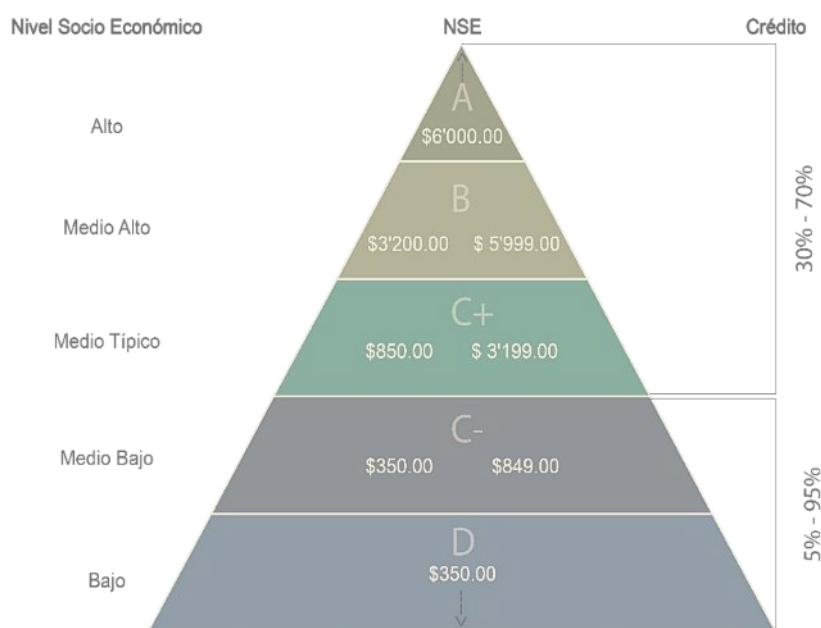 Nivel Socio Económico NSE Crédito
Alto
A
$6'000.00
Medio Alto
B
$3'200.00 $ 5'999.00
30% - 70%
Medio Típico
C+
$850.00 $ 3'199.00
Medio Bajo
C-
$350.00 $849.00
5% - 95%
Bajo
D
$350.00